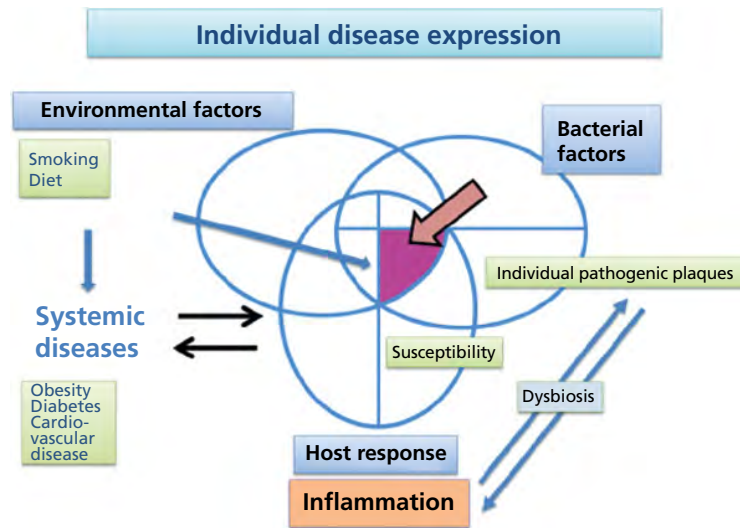 Individual disease expression
Environmental factors
Smoking
Diet
Bacterial
factors
Individual pathogenic plaques
Systemic
diseases
Susceptibility
Obesity
Diabetes
Cardio-
vascular
disease
Dysbiosis
Host response
Inflammation